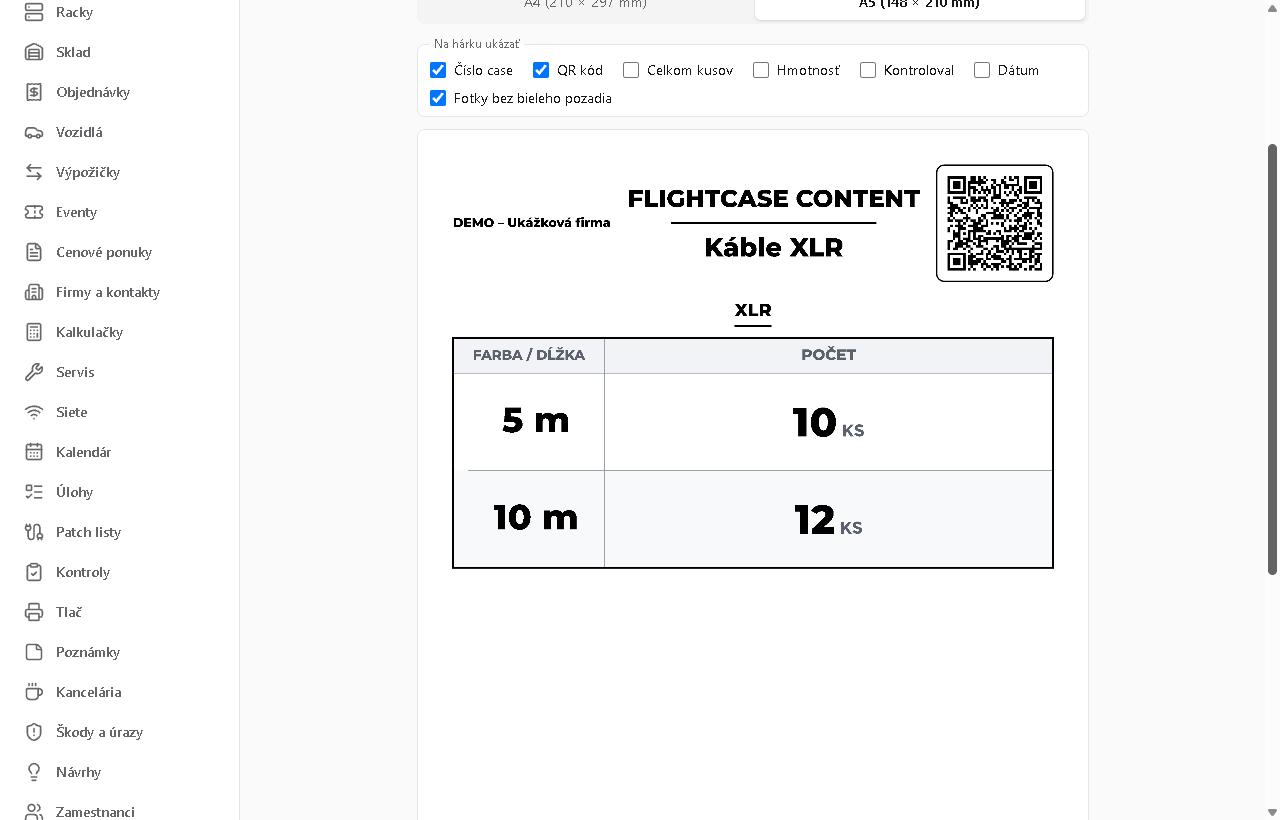 Racky
Sklad
Objednávky
Vozidlá
Výpožičky
Eventy
Cenové ponuky
Firmy a kontakty
Kalkulačky
Servis
Siete
Kalendár
Úlohy
Patch listy
Kontroly
Tlač
Poznámky
Kancelária
Škody a úrazy
Návrhy
Zamestnanci
A4 (210 × 297 mm)
A5 (148 × 210 mm)
Na hárku ukázať
Číslo case
QR kód
Celkom kusov
Hmotnosť
Kontroloval
Dátum
Fotky bez bieleho pozadia
DEMO – Ukážková firma
FLIGHTCASE CONTENT
Káble XLR
XLR
FARBA / DĹŽKA
POČET
5 m
10 KS
10 m
12 KS